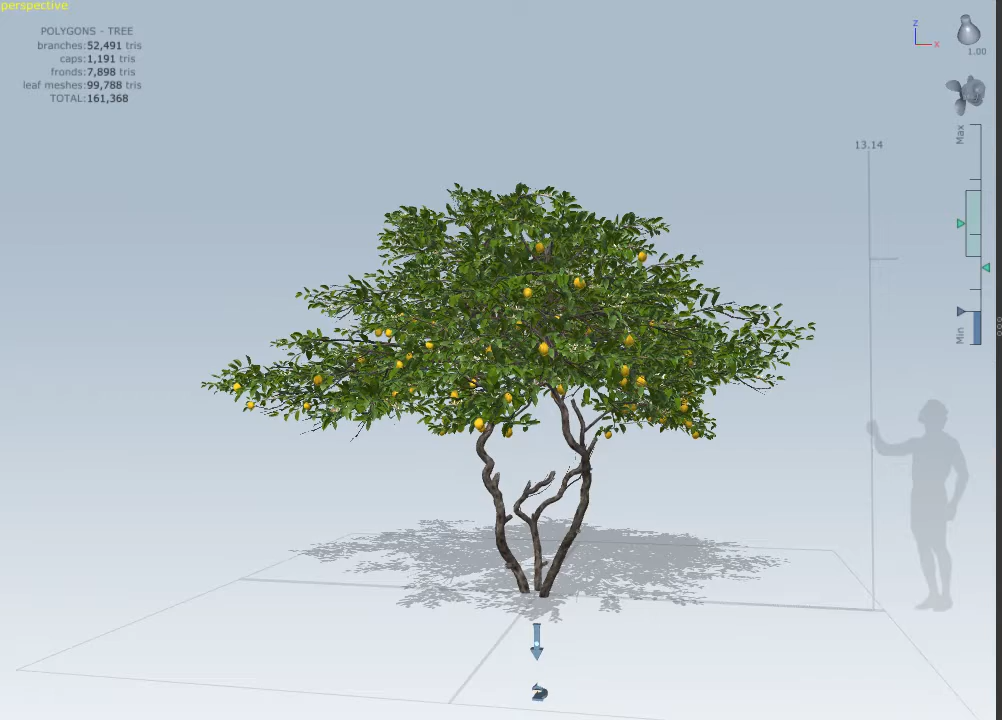 perspective
POLYGONS - TREE
branches:52,491 tris
caps:1,191 tris
fronds:7,898 tris
leaf meshes:99,788 tris
TOTAL:161,368
Z
X
1.00
Max
13.14
Min